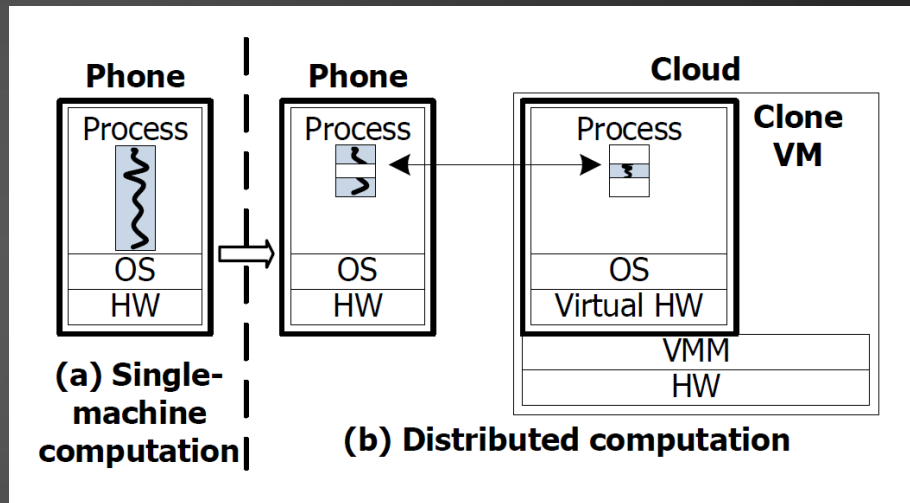 Phone
Process
OS
HW
(a) Single-
machine
computation
Phone
Process
OS
HW
Cloud
Clone
VM
Process
OS
Virtual HW
VMM
HW
(b) Distributed computation